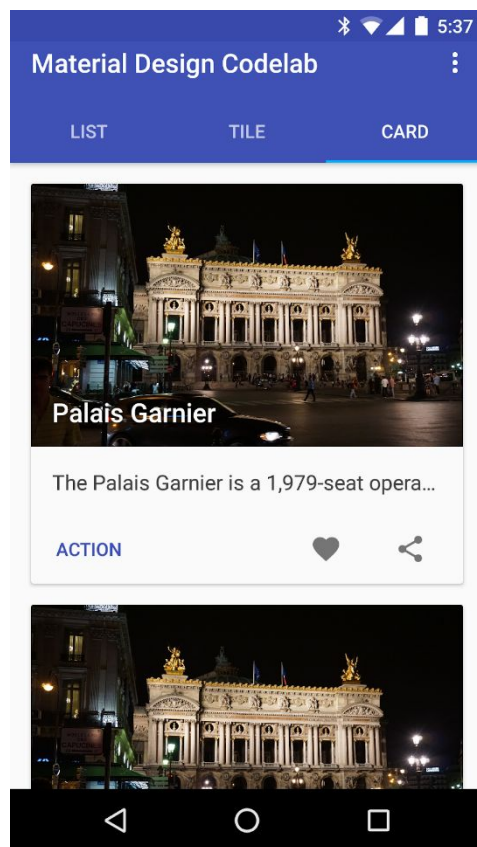 5:37
Material Design Codelab
LIST TILE CARD
Palais Garnier
The Palais Garnier is a 1,979-seat opera...
ACTION